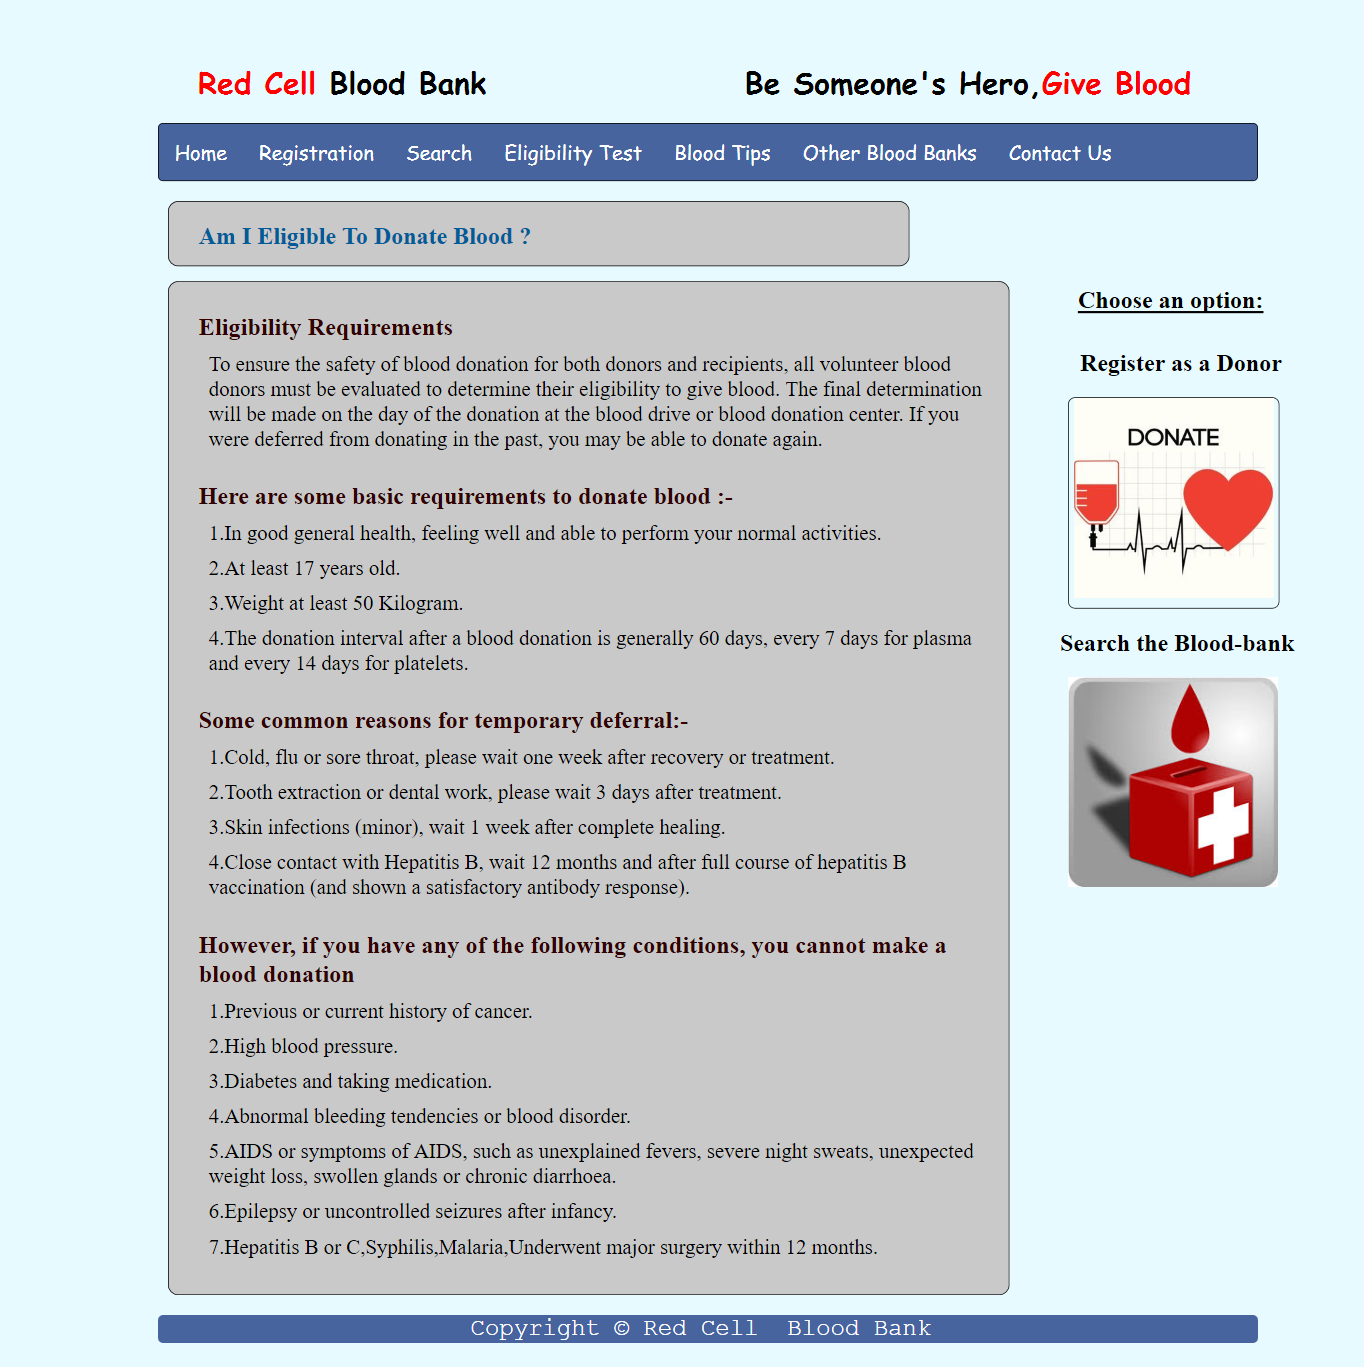 Red Cell Blood Bank
Be Someone's Hero,Give Blood
Home Registration Search Eligibility Test Blood Tips Other Blood Banks Contact Us
Am I Eligible To Donate Blood ?
Eligibility Requirements
To ensure the safety of blood donation for both donors and recipients, all volunteer blood
donors must be evaluated to determine their eligibility to give blood. The final determination
will be made on the day of the donation at the blood drive or blood donation center. If you
were deferred from donating in the past, you may be able to donate again.
Here are some basic requirements to donate blood :-
1.In good general health, feeling well and able to perform your normal activities.
2.At least 17 years old.
3.Weight at least 50 Kilogram.
4.The donation interval after a blood donation is generally 60 days, every 7 days for plasma
and every 14 days for platelets.
Some common reasons for temporary deferral:-
1.Cold, flu or sore throat, please wait one week after recovery or treatment.
2.Tooth extraction or dental work, please wait 3 days after treatment.
3.Skin infections (minor), wait 1 week after complete healing.
4.Close contact with Hepatitis B, wait 12 months and after full course of hepatitis B
vaccination (and shown a satisfactory antibody response).
However, if you have any of the following conditions, you cannot make a
blood donation
1.Previous or current history of cancer.
2.High blood pressure.
3.Diabetes and taking medication.
4.Abnormal bleeding tendencies or blood disorder.
5.AIDS or symptoms of AIDS, such as unexplained fevers, severe night sweats, unexpected
weight loss, swollen glands or chronic diarrhoea.
6.Epilepsy or uncontrolled seizures after infancy.
7.Hepatitis B or C,Syphilis,Malaria,Underwent major surgery within 12 months.
Choose an option:
Register as a Donor
DONATE
Search the Blood-bank
Copyright © Red Cell Blood Bank